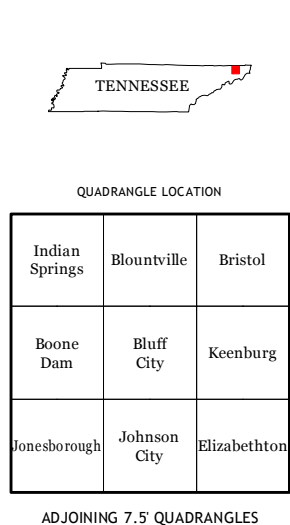 TENNESSEE
QUADRANGLE LOCATION
Indian
Springs
Blountville
Bristol
Boone
Dam
Bluff
City
Keenburg
Jonesborough
Johnson
City
Elizabethton
ADJOINING 7.5' QUADRANGLES